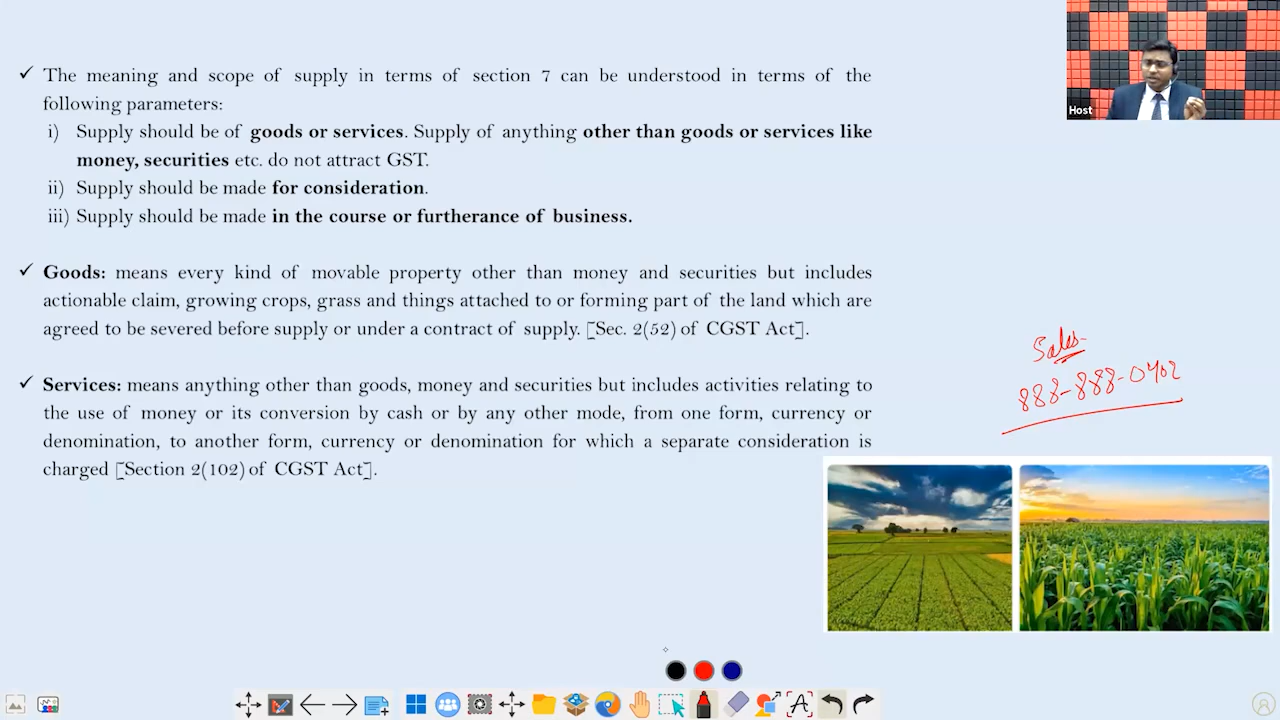 ✓ The meaning and scope of supply in terms of section 7 can be understood in terms of the
following parameters:
i) Supply should be of goods or services. Supply of anything other than goods or services like
money, securities etc. do not attract GST.
ii) Supply should be made for consideration.
iii) Supply should be made in the course or furtherance of business.
✓ Goods: means every kind of movable property other than money and securities but includes
actionable claim, growing crops, grass and things attached to or forming part of the land which are
agreed to be severed before supply or under a contract of supply. [Sec. 2(52) of CGST Act].
✓ Services: means anything other than goods, money and securities but includes activities relating to
the use of money or its conversion by cash or by any other mode, from one form, currency or
denomination, to another form, currency or denomination for which a separate consideration is
charged [Section 2(102) of CGST Act].
Host
Sales-
888-888-0402